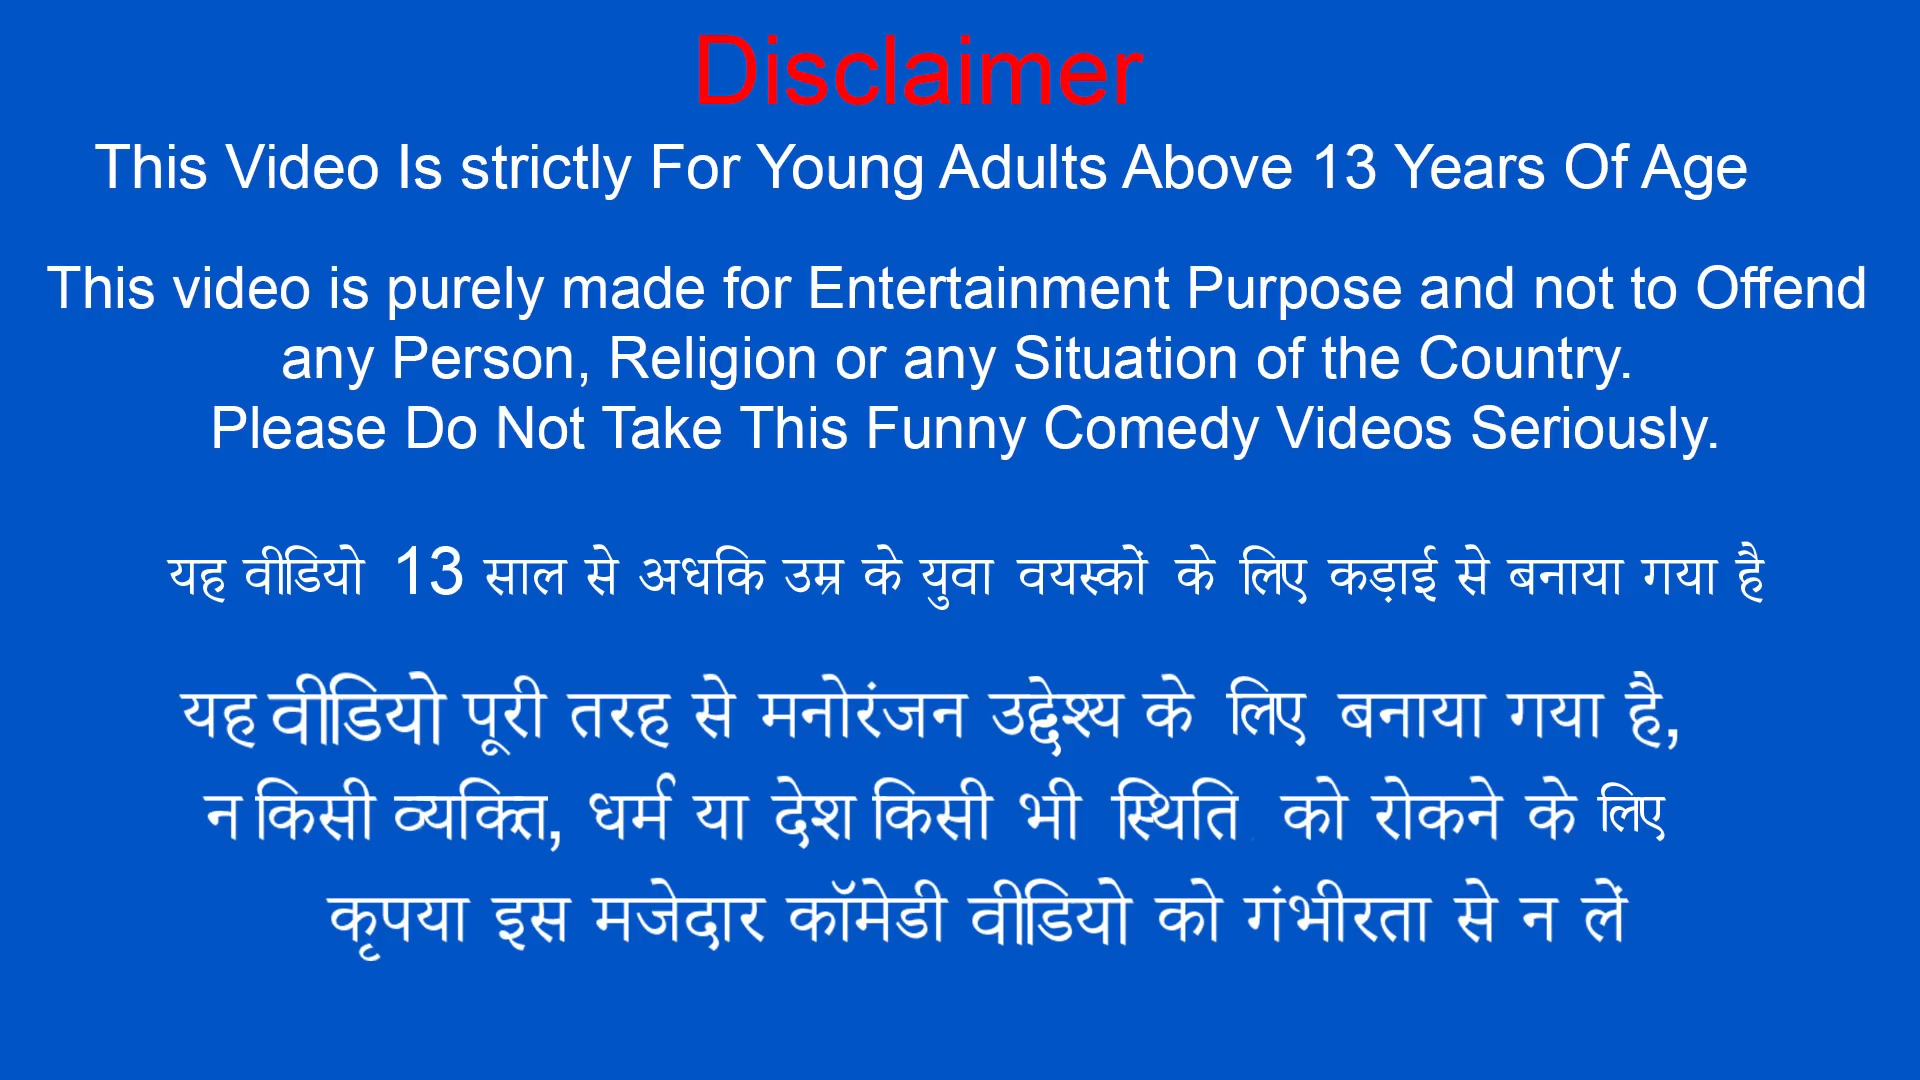 Disclaimer
This Video Is strictly For Young Adults Above 13 Years Of Age
This video is purely made for Entertainment Purpose and not to Offend
any Person, Religion or any Situation of the Country.
Please Do Not Take This Funny Comedy Videos Seriously.
यह वीडियो 13 साल से अधकि उम्र के युवा वयस्कों के लिए कड़ाई से बनाया गया है
यह वीडियो पूरी तरह से मनोरंजन उद्देश्य के लिए बनाया गया है,
न किसी व्यक्ति, धर्म या देश किसी भी स्थिति को रोकने के लिए
कृपया इस मजेदार कॉमेडी वीडियो को गंभीरता से न लें